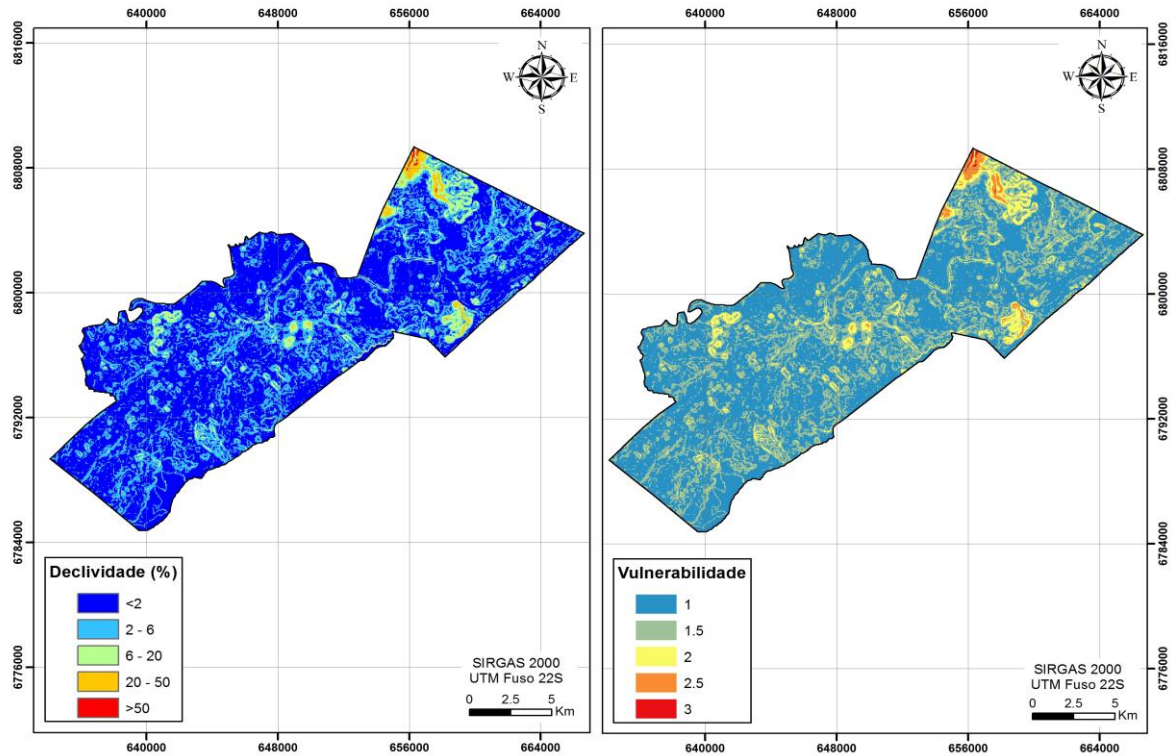 640000 648000 656000 664000
640000 648000 656000 664000
6816000
6808000
6800000
6792000
6784000
6776000
N
W E
S
Declividade (%)
<2
2 - 6
6 - 20
20 - 50
>50
SIRGAS 2000
UTM Fuso 22S
0 2.5 5
Km
640000 648000 656000 664000
N
W E
S
Vulnerabilidade
1
1.5
2
2.5
3
SIRGAS 2000
UTM Fuso 22S
0 2.5 5
Km
6816000
6808000
6800000
6792000
6784000
6776000
640000 648000 656000 664000